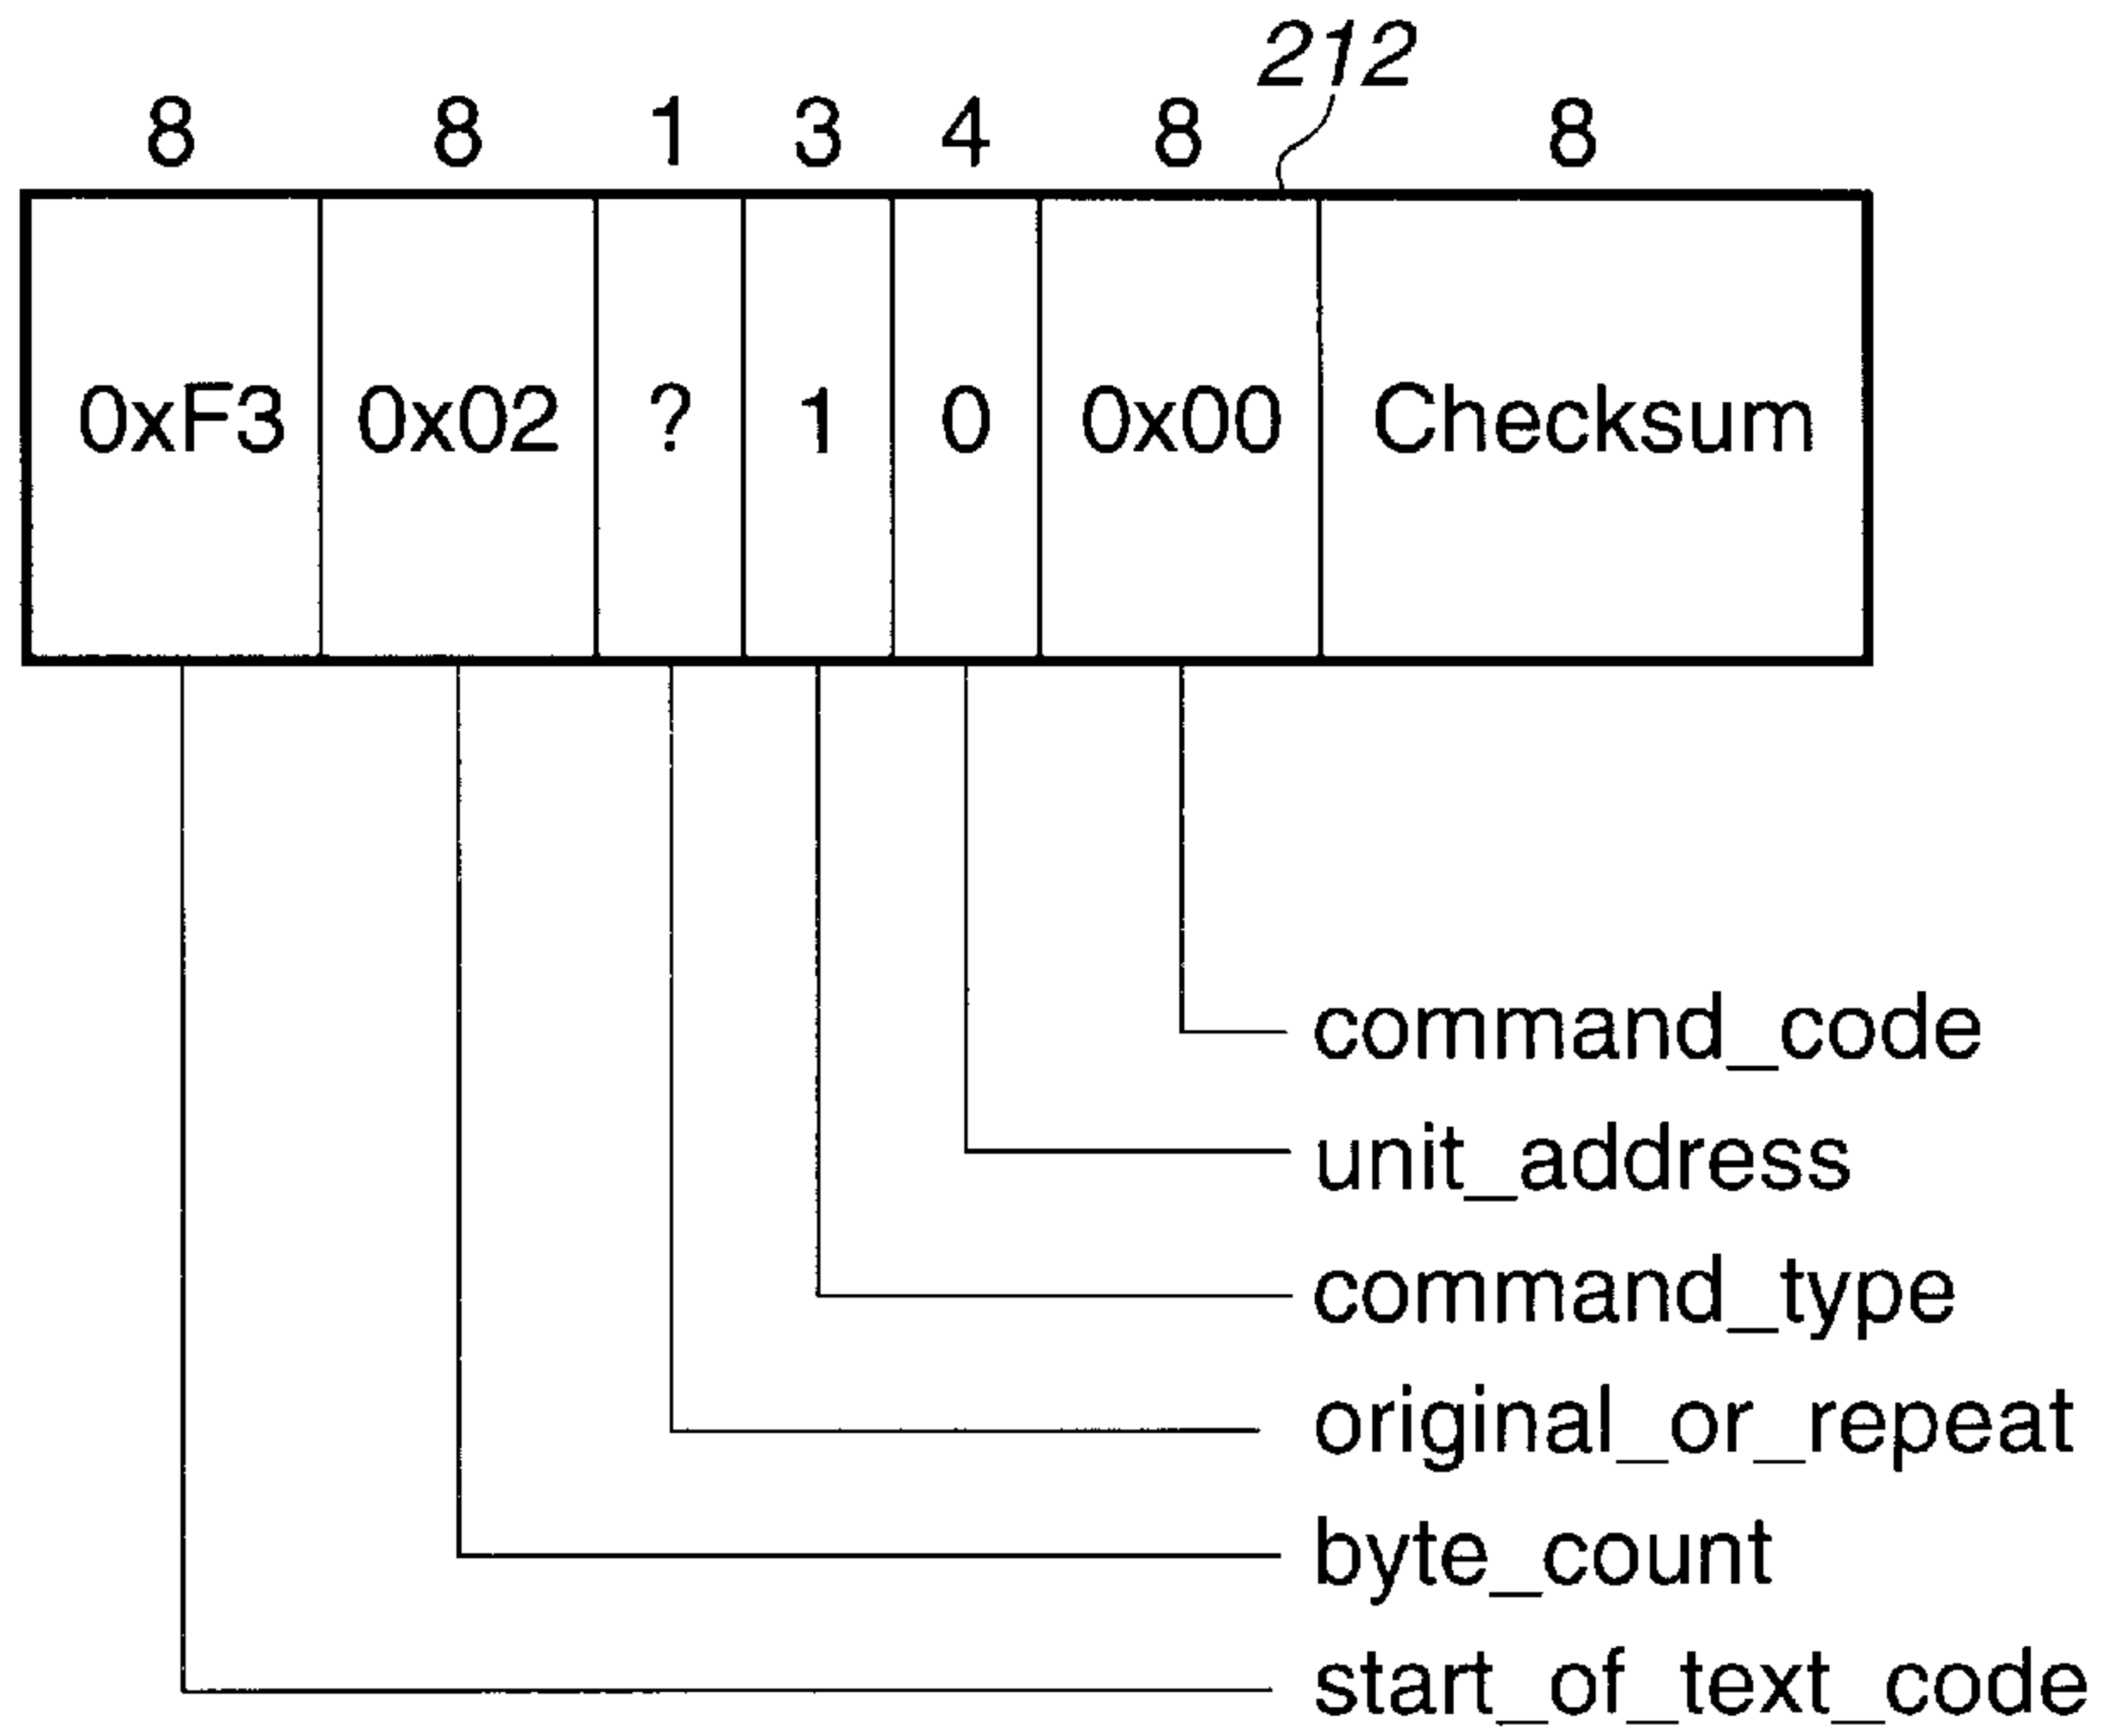 212
8 8 1 3 4 8 8
0xF3 0x02 ? 1 0 0x00 Checksum
command_code
unit_address
command_type
original_or_repeat
byte_count
start_of_text_code